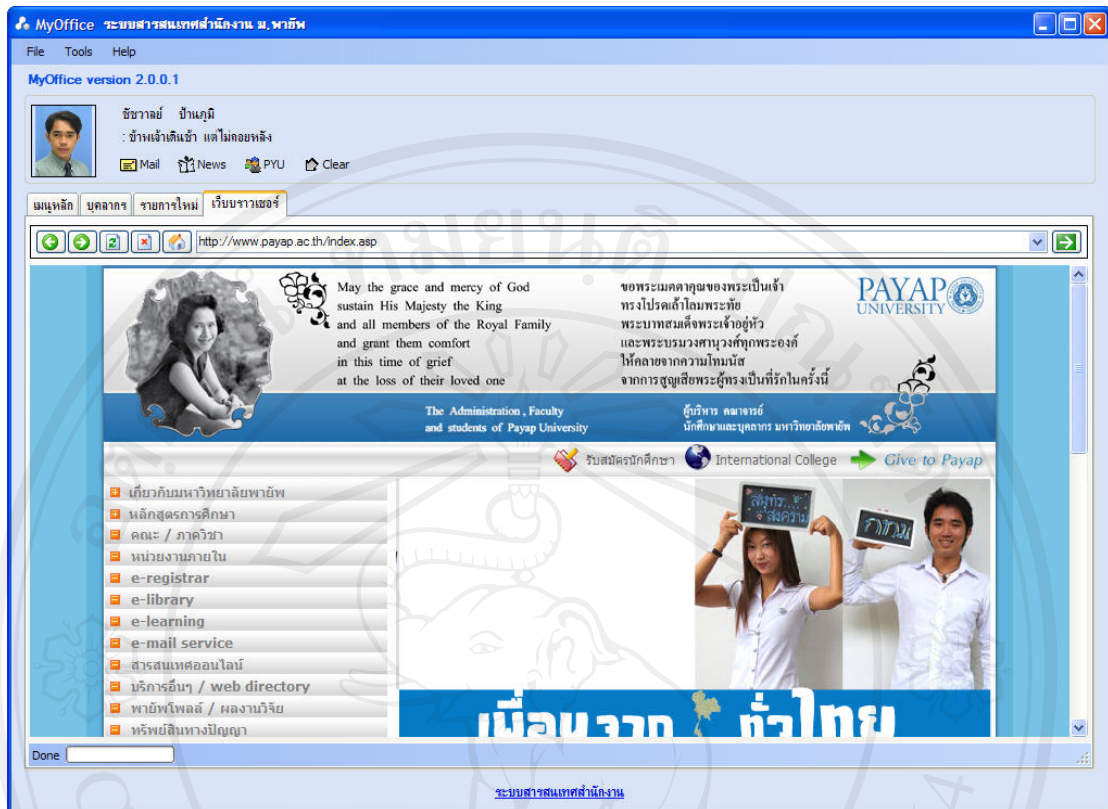 MyOffice ระบบสารสนเทศสำนักงาน ม.พายัพ
File Tools Help
MyOffice version 2.0.0.1
ชัชวาลย์ ป้านภูมิ
: ข้าพเจ้าเดินช้า แต่ไม่ถอยหลัง
Mail News PYU Clear
เมนูหลัก บุคลากร รายการใหม่ เว็บบราวเซอร์
http://www.payap.ac.th/index.asp
May the grace and mercy of God
sustain His Majesty the King
and all members of the Royal Family
and grant them comfort
in this time of grief
at the loss of their loved one
ขอพระเมตตาคุณของพระเป็นเจ้า
ทรงโปรดเล้าโลมพระทัย
พระบาทสมเด็จพระเจ้าอยู่หัว
และพระบรมวงศานุวงศ์ทุกพระองค์
ให้คลายจากความโทมนัส
จากการสูญเสียพระผู้ทรงเป็นที่รักในครั้งนี้
PAYAP
UNIVERSITY
The Administration , Faculty
and students of Payap University
ผู้บริหาร คณาจารย์
นักศึกษาและบุคลากร มหาวิทยาลัยพายัพ
รับสมัครนักศึกษา International College Give to Payap
เกี่ยวกับมหาวิทยาลัยพายัพ
หลักสูตรการศึกษา
คณะ / ภาควิชา
หน่วยงานภายใน
e-registrar
e-library
e-learning
e-mail service
สารสนเทศออนไลน์
บริการอื่นๆ / web directory
พายัพโพลล์ / ผลงานวิจัย
ทรัพย์สินทางปัญญา
สมุทร...
สงคราม
กทม
เพื่อนจาก ทั่วไทย
Done
ระบบสารสนเทศสำนักงาน